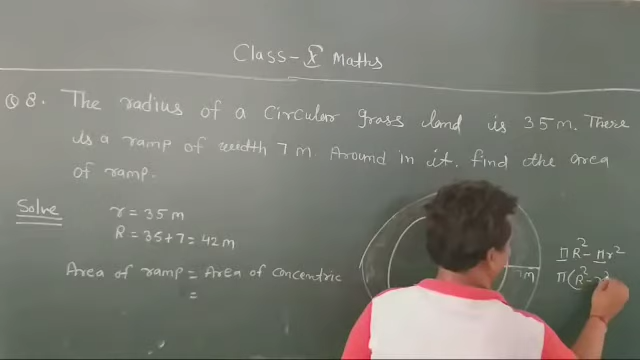 Class - X Maths
Q 8. The radius of a circular grass land is 35 m. There
is a ramp of width 7 m. Around in it. find the area
of ramp.
Solve
r = 35 m
R = 35 + 7 = 42 m
Area of ramp = Area of concentric
=
7m
πR² - πr²
π(R² - r²